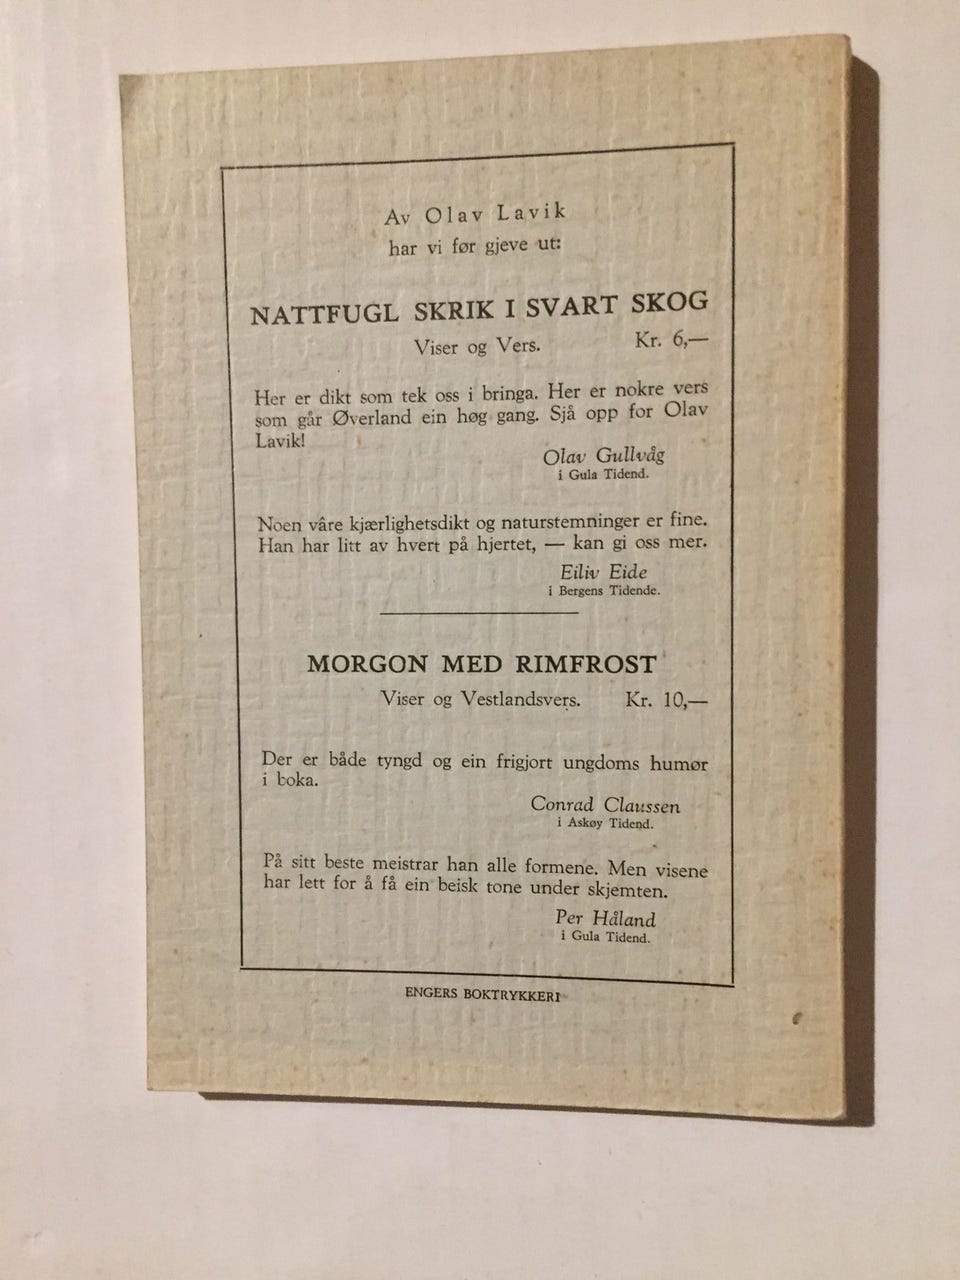 Av Olav Lavik
har vi før gjeve ut:
NATTFUGL SKRIK I SVART SKOG
Viser og Vers. Kr. 6,—
Her er dikt som tek oss i bringa. Her er nokre vers
som går Øverland ein høg gang. Sjå opp for Olav
Lavik!
Olav Gullvåg
i Gula Tidend.
Noen våre kjærlighetsdikt og naturstemninger er fine.
Han har litt av hvert på hjertet, — kan gi oss mer.
Eiliv Eide
i Bergens Tidende.
MORGON MED RIMFROST
Viser og Vestlandsvers. Kr. 10,—
Der er både tyngd og ein frigjort ungdoms humør
i boka.
Conrad Claussen
i Askøy Tidend.
På sitt beste meistrar han alle formene. Men visene
har lett for å få ein beisk tone under skjemten.
Per Håland
i Gula Tidend.
ENGERS BOKTRYKKERI